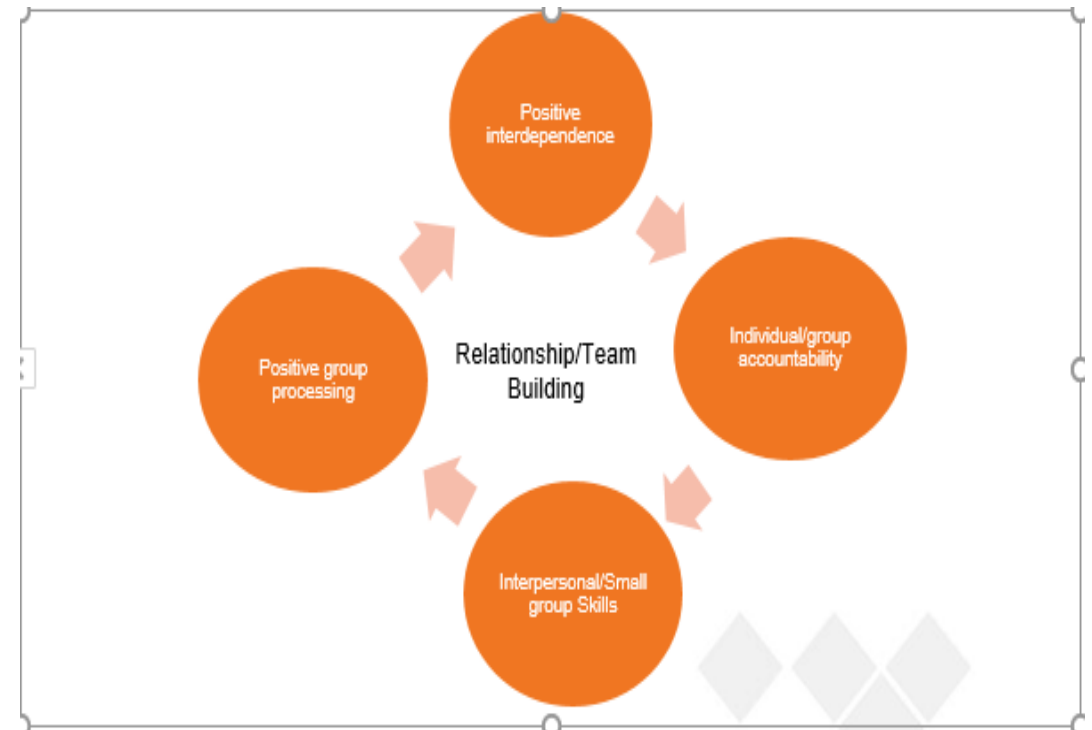 Positive
interdependence
Individual/group
accountability
Relationship/Team
Building
Positive group
processing
Interpersonal/Small
group Skills